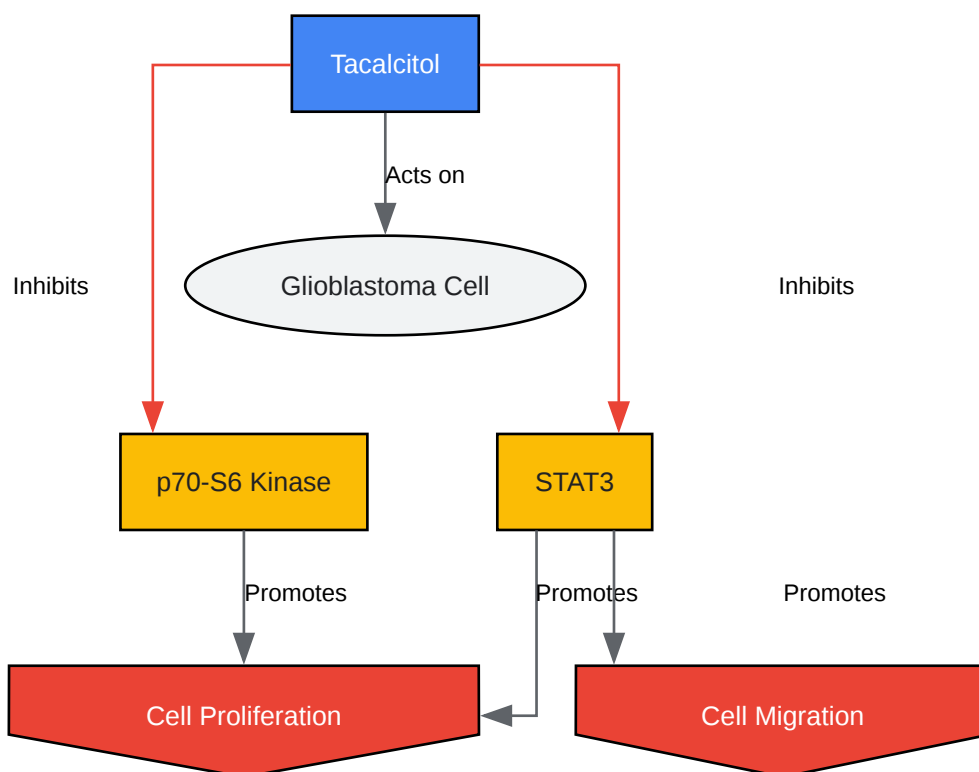 Tacalcitol
Acts on
Inhibits
Glioblastoma Cell
Inhibits
p70-S6 Kinase
STAT3
Promotes
Promotes
Promotes
Cell Proliferation
Cell Migration